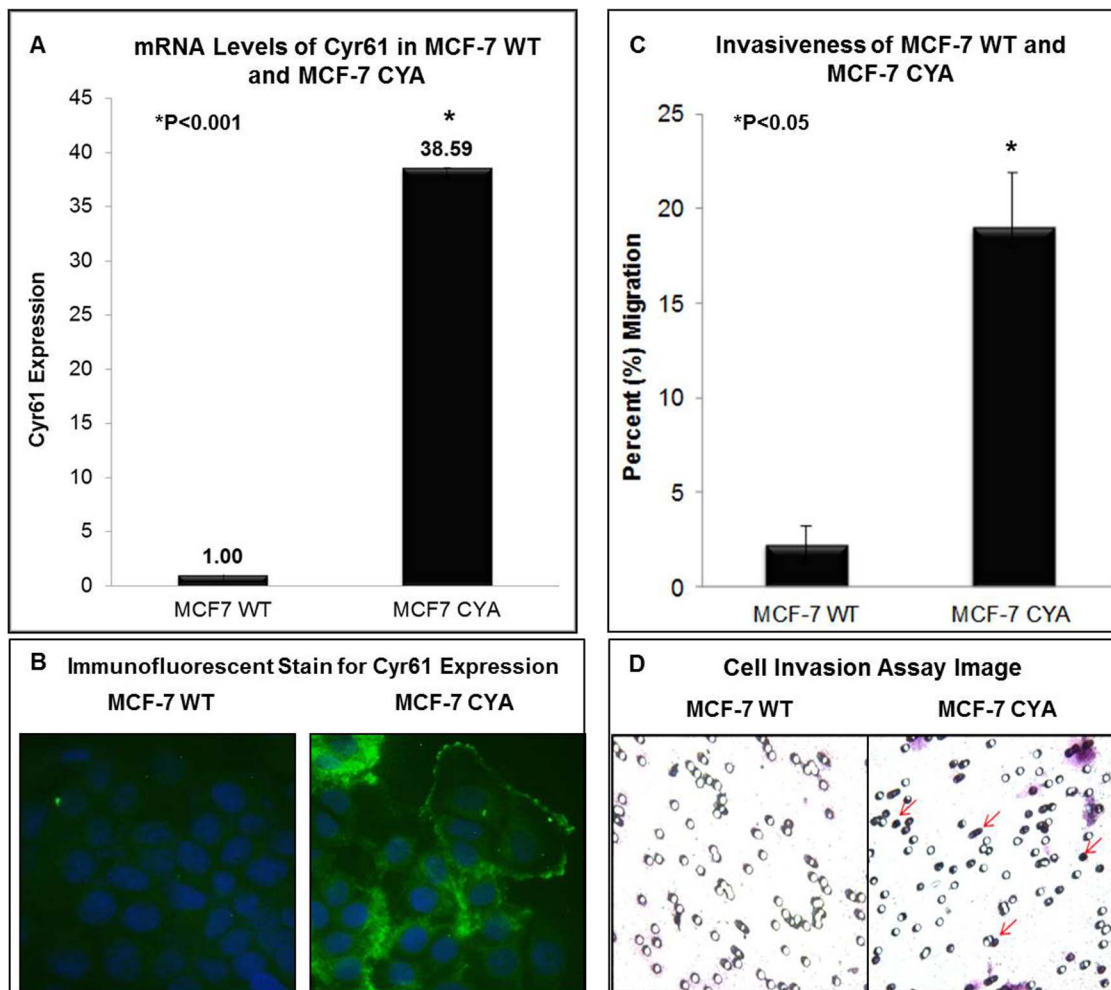 A
mRNA Levels of Cyr61 in MCF-7 WT
and MCF-7 CYA
45
40
35
30
25
20
15
10
5
0
Cyr61 Expression
*P<0.001
*
38.59
1.00
MCF7 WT
MCF7 CYA
B
Immunofluorescent Stain for Cyr61 Expression
MCF-7 WT
MCF-7 CYA
C
Invasiveness of MCF-7 WT and
MCF-7 CYA
25
20
15
10
5
0
Percent (%) Migration
*P<0.05
*
MCF-7 WT
MCF-7 CYA
D
Cell Invasion Assay Image
MCF-7 WT
MCF-7 CYA